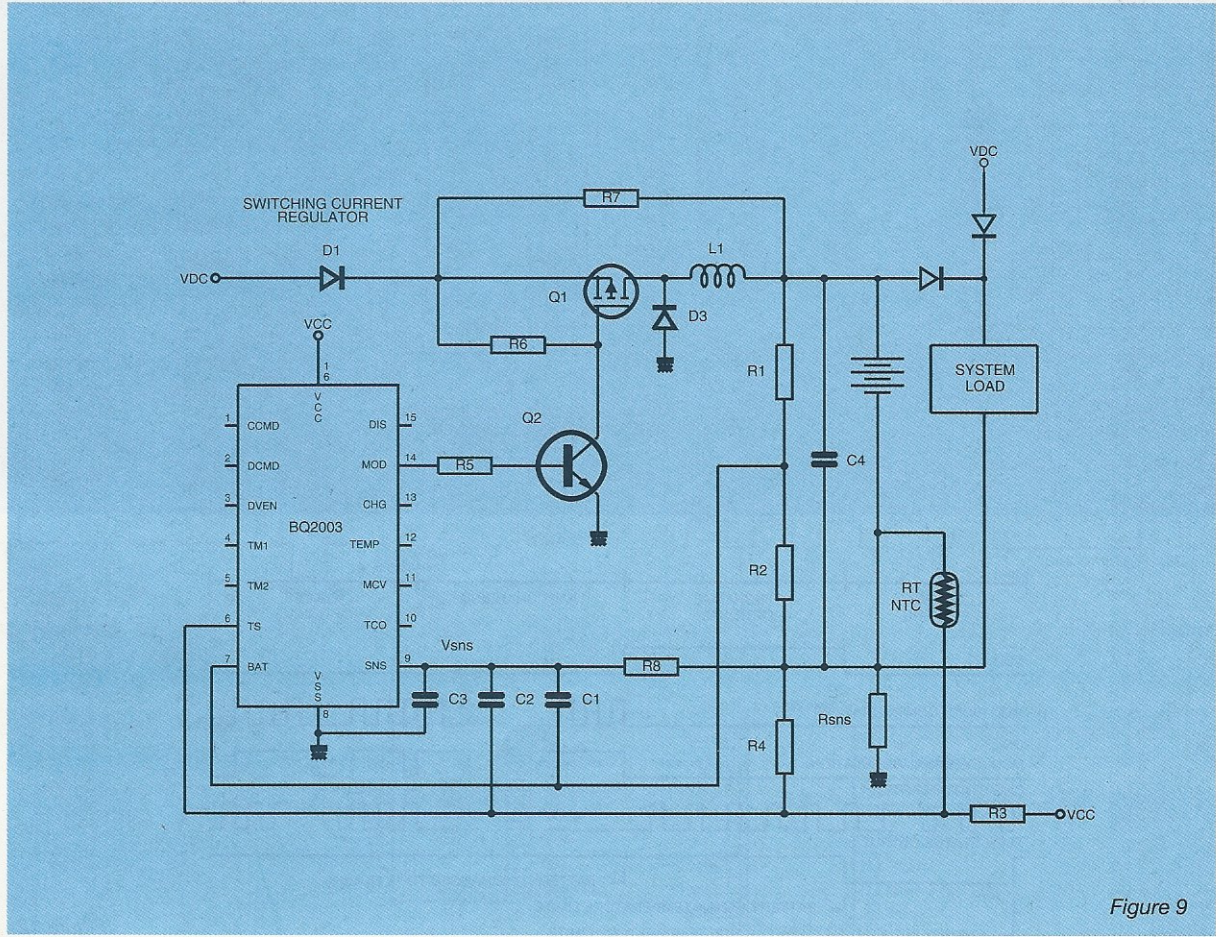 VDC
SWITCHING CURRENT
REGULATOR
R7
D1
L1
VDC
Q1
D3
VCC
R6
R1
SYSTEM
LOAD
1
6
VCC
Q2
1 CCMD
DIS 15
2 DCMD
MOD 14
R5
C4
3 DVEN
CHG 13
BQ2003
4 TM1
TEMP 12
5 TM2
MCV 11
R2
RT
NTC
6 TS
TCO 10
7 BAT
SNS 9
Vsns
R8
VSS
8
C3
C2
C1
R4
Rsns
R3
VCC
Figure 9